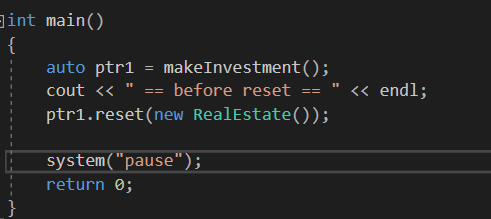 int main()
{
    auto ptr1 = makeInvestment();
    cout << " == before reset == " << endl;
    ptr1.reset(new RealEstate());

    system("pause");
    return 0;
}